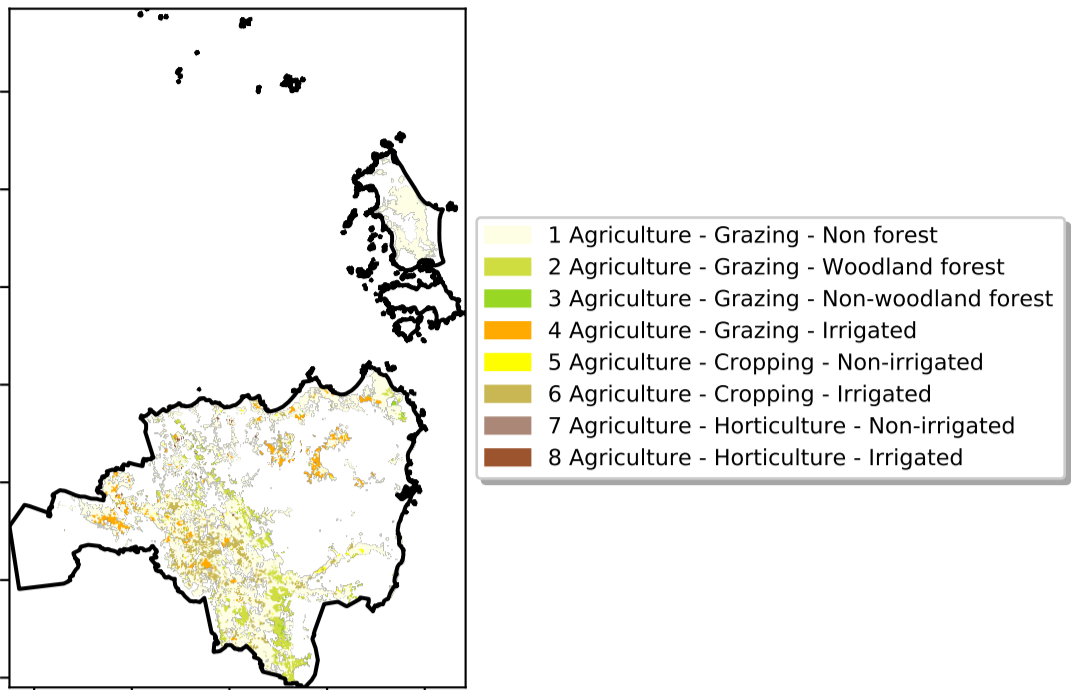 1 Agriculture - Grazing - Non forest
2 Agriculture - Grazing - Woodland forest
3 Agriculture - Grazing - Non-woodland forest
4 Agriculture - Grazing - Irrigated
5 Agriculture - Cropping - Non-irrigated
6 Agriculture - Cropping - Irrigated
7 Agriculture - Horticulture - Non-irrigated
8 Agriculture - Horticulture - Irrigated